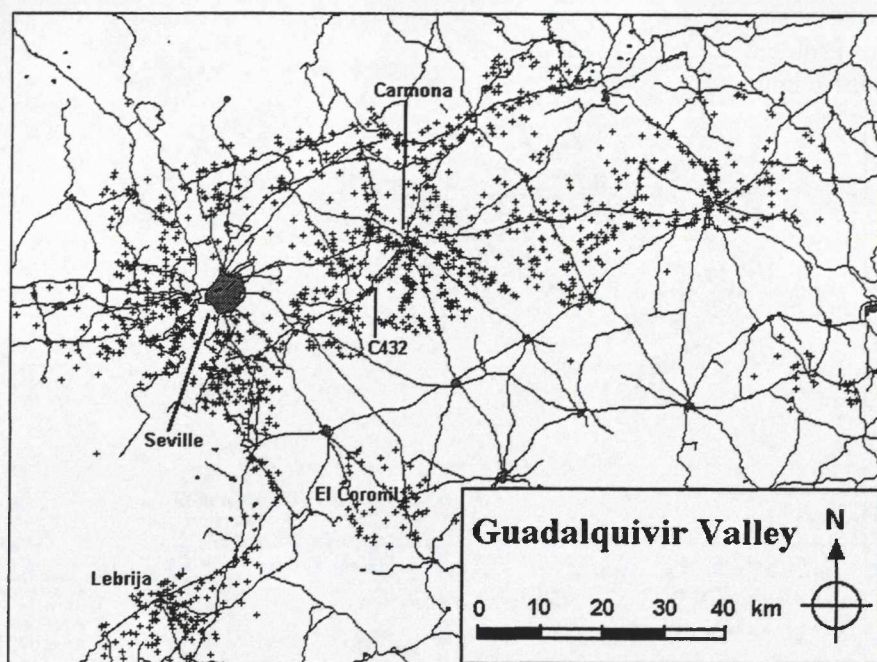 Carmona
C432
Seville
El Coronil
Lebrija
Guadalquivir Valley
N
0 10 20 30 40 km